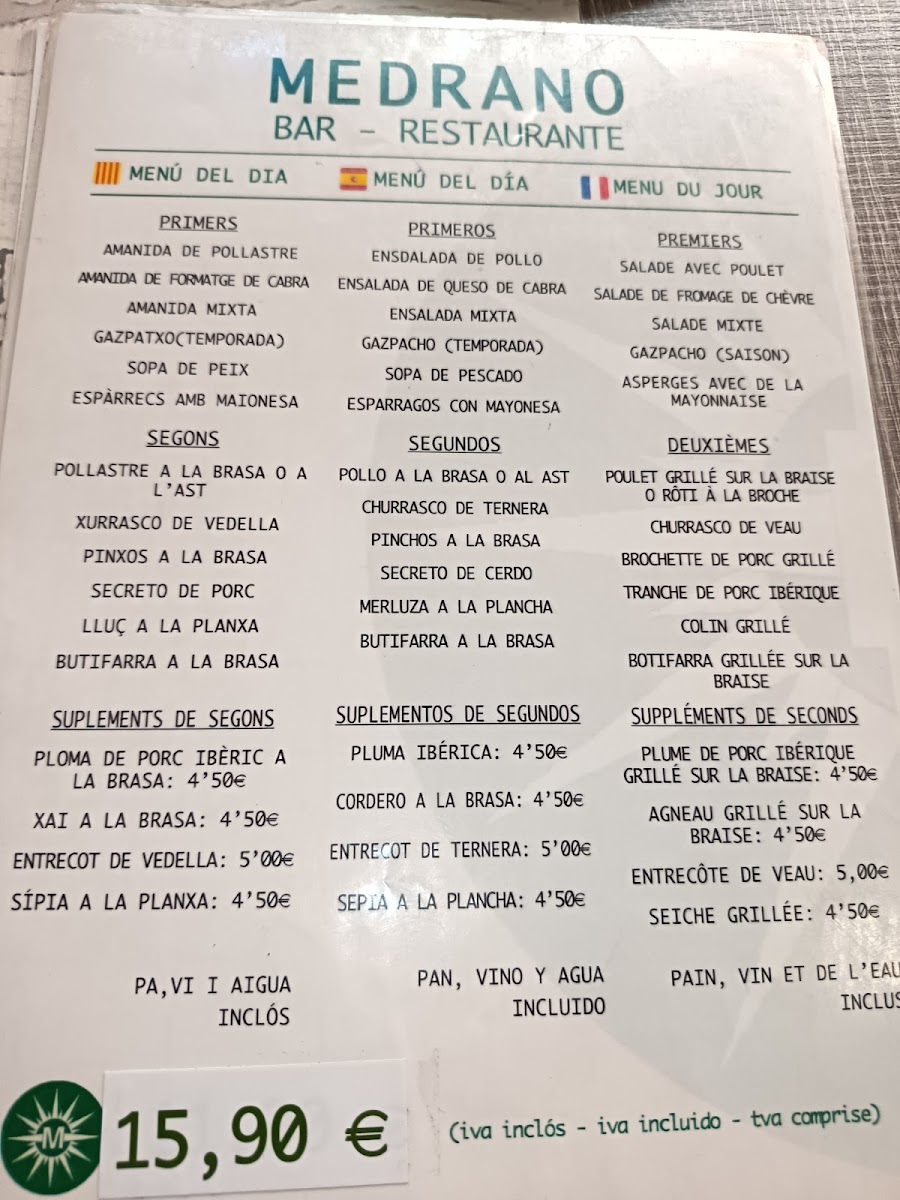 MEDRANO
BAR - RESTAURANTE
MENÚ DEL DIA
PRIMERS
AMANIDA DE POLLASTRE
AMANIDA DE FORMATGE DE CABRA
AMANIDA MIXTA
GAZPATXO(TEMPORADA)
SOPA DE PEIX
ESPÀRRECS AMB MAIONESA
SEGONS
POLLASTRE A LA BRASA O A
L'AST
XURRASCO DE VEDELLA
PINXOS A LA BRASA
SECRETO DE PORC
LLUÇ A LA PLANXA
BUTIFARRA A LA BRASA
SUPLEMENTS DE SEGONS
PLOMA DE PORC IBÈRIC A
LA BRASA: 4'50€
XAI A LA BRASA: 4'50€
ENTRECOT DE VEDELLA: 5'00€
SÍPIA A LA PLANXA: 4'50€
PA,VI I AIGUA
INCLÓS
MENÚ DEL DÍA
PRIMEROS
ENSDALADA DE POLLO
ENSALADA DE QUESO DE CABRA
ENSALADA MIXTA
GAZPACHO (TEMPORADA)
SOPA DE PESCADO
ESPARRAGOS CON MAYONESA
SEGUNDOS
POLLO A LA BRASA O AL AST
CHURRASCO DE TERNERA
PINCHOS A LA BRASA
SECRETO DE CERDO
MERLUZA A LA PLANCHA
BUTIFARRA A LA BRASA
SUPLEMENTOS DE SEGUNDOS
PLUMA IBÉRICA: 4'50€
CORDERO A LA BRASA: 4'50€
ENTRECOT DE TERNERA: 5'00€
SEPIA A LA PLANCHA: 4'50€
PAN, VINO Y AGUA
INCLUIDO
MENU DU JOUR
PREMIERS
SALADE AVEC POULET
SALADE DE FROMAGE DE CHÈVRE
SALADE MIXTE
GAZPACHO (SAISON)
ASPERGES AVEC DE LA
MAYONNAISE
DEUXIÈMES
POULET GRILLÉ SUR LA BRAISE
O RÔTI À LA BROCHE
CHURRASCO DE VEAU
BROCHETTE DE PORC GRILLÉ
TRANCHE DE PORC IBÉRIQUE
COLIN GRILLÉ
BOTIFARRA GRILLÉE SUR LA
BRAISE
SUPPLÉMENTS DE SECONDS
PLUME DE PORC IBÉRIQUE
GRILLÉ SUR LA BRAISE: 4'50€
AGNEAU GRILLÉ SUR LA
BRAISE: 4'50€
ENTRECÔTE DE VEAU: 5,00€
SEICHE GRILLÉE: 4'50€
PAIN, VIN ET DE L'EAU
INCLUS
M
15,90 €
(iva inclós - iva incluido - tva comprise)